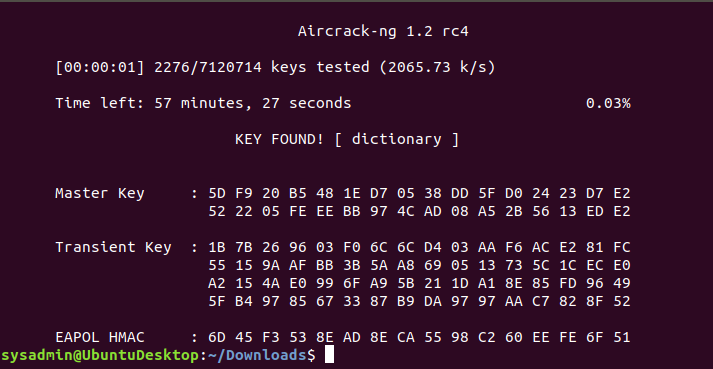 Aircrack-ng 1.2 rc4
[00:00:01] 2276/7120714 keys tested (2065.73 k/s)
Time left: 57 minutes, 27 seconds 0.03%
KEY FOUND! [ dictionary ]
Master Key : 5D F9 20 B5 48 1E D7 05 38 DD 5F D0 24 23 D7 E2
52 22 05 FE EE BB 97 4C AD 08 A5 2B 56 13 ED E2
Transient Key : 1B 7B 26 96 03 F0 6C 6C D4 03 AA F6 AC E2 81 FC
55 15 9A AF BB 3B 5A A8 69 05 13 73 5C 1C EC E0
A2 15 4A E0 99 6F A9 5B 21 1D A1 8E 85 FD 96 49
5F B4 97 85 67 33 87 B9 DA 97 97 AA C7 82 8F 52
EAPOL HMAC : 6D 45 F3 53 8E AD 8E CA 55 98 C2 60 EE FE 6F 51
sysadmin@UbuntuDesktop:~/Downloads$